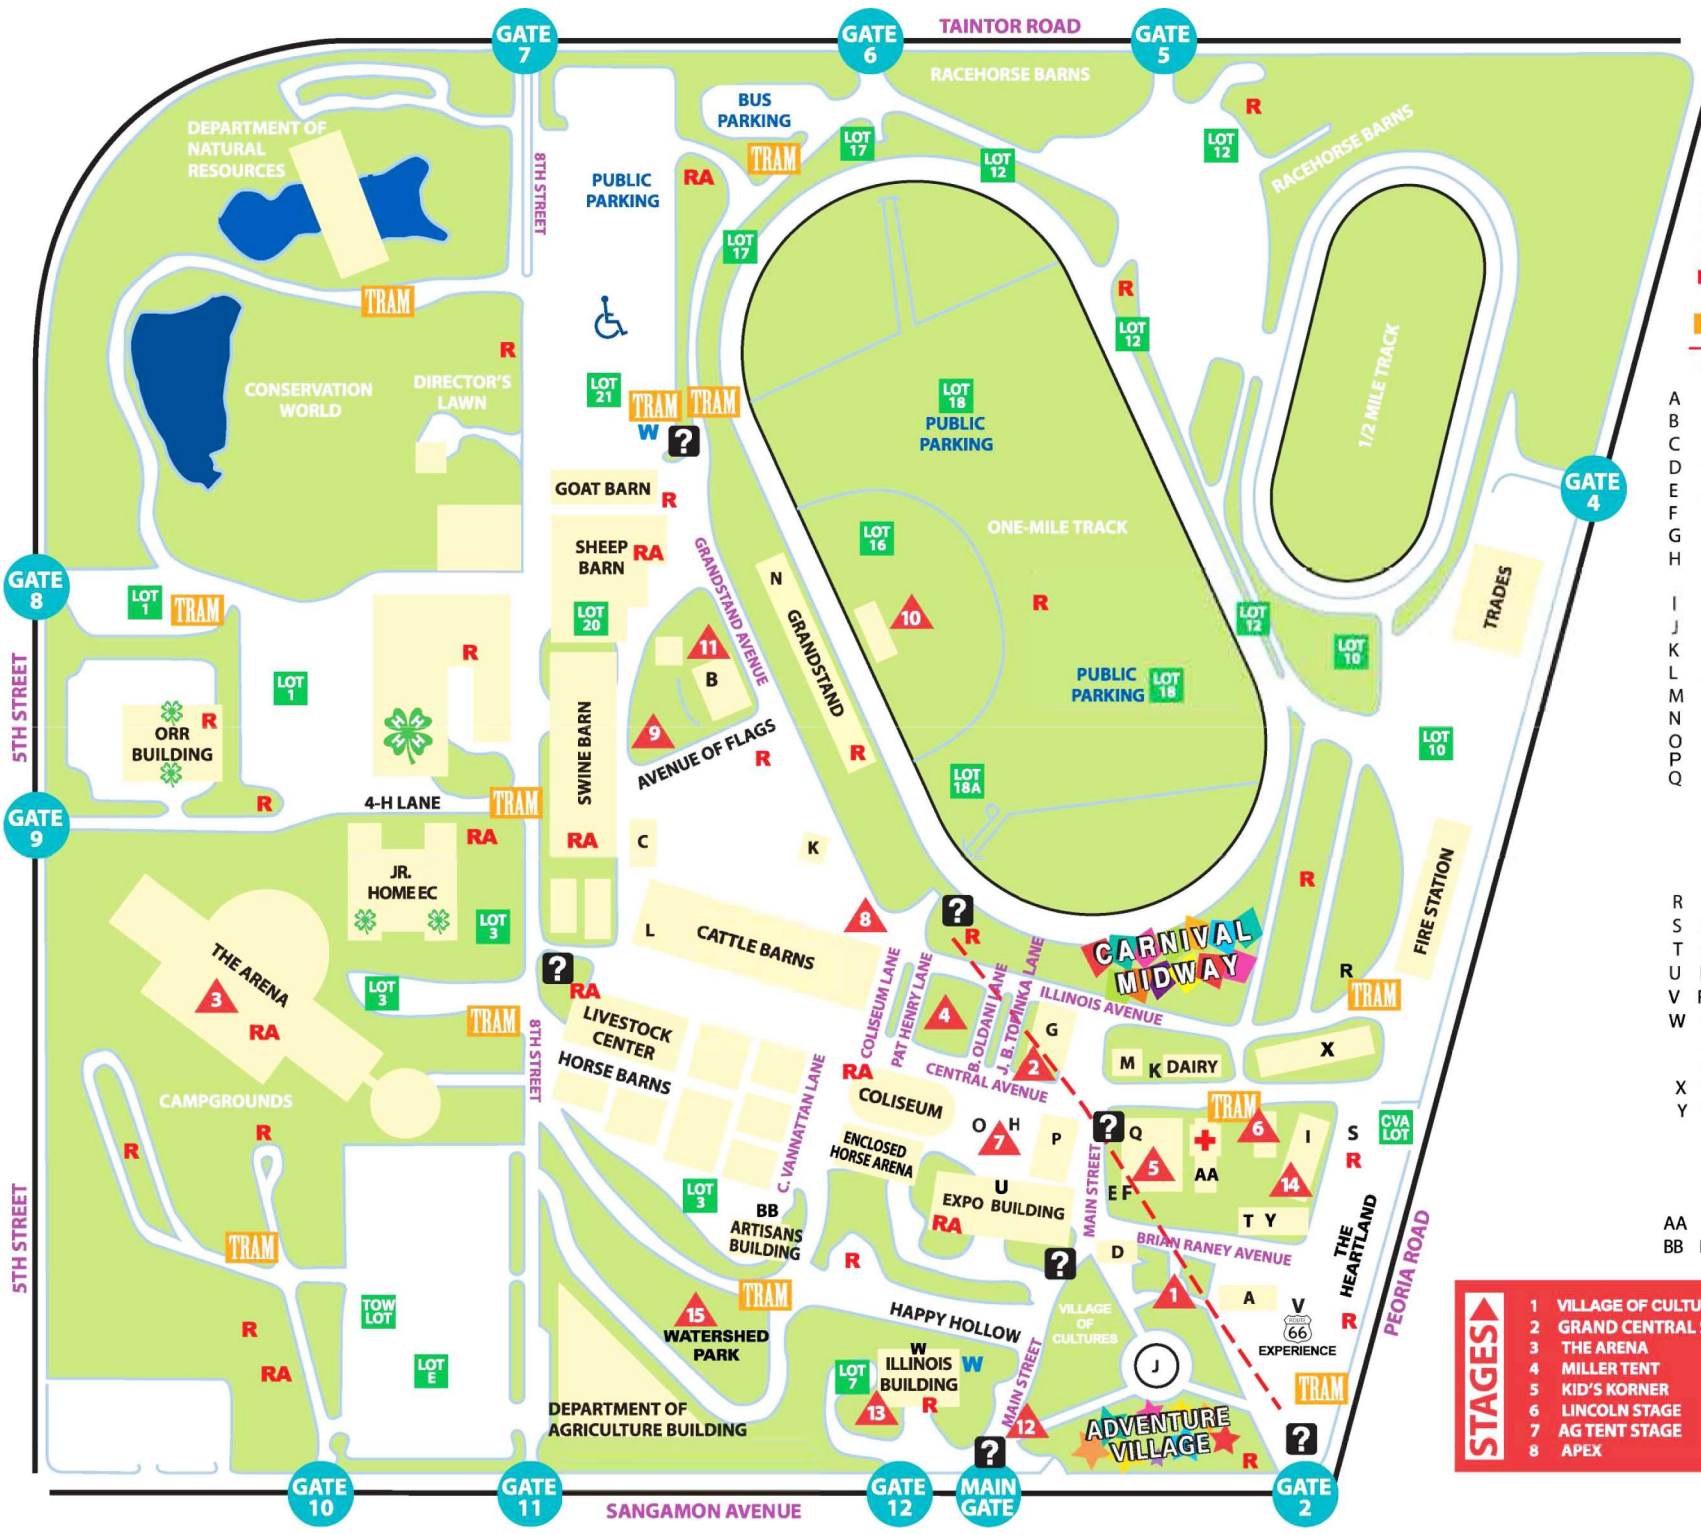 GATE
7
GATE
6
TAINTOR ROAD
GATE
5
RACEHORSE BARNS
BUS
PARKING
R
DEPARTMENT OF
NATURAL
RESOURCES
8TH STREET
LOT
17
LOT
12
LOT
12
RACEHORSE BARNS
TRAM
PUBLIC
PARKING
RA
LOT
17
TRAM
R
LOT
12
R
CONSERVATION
WORLD
DIRECTOR'S
LAWN
LOT
21
TRAM
TRAM
W
?
LOT
18
PUBLIC
PARKING
1/2 MILE TRACK
A
B
C
D
E
F
G
H
I
J
K
L
M
N
O
P
Q
GATE
4
GOAT BARN
R
SHEEP
BARN
RA
LOT
20
GRANDSTAND AVENUE
N
GRANDSTAND
R
LOT
16
ONE-MILE TRACK
10
R
LOT
12
LOT
10
TRADES
GATE
8
LOT
1
TRAM
R
11
B
9
AVENUE OF FLAGS
R
PUBLIC
PARKING
LOT
18
LOT
10
5TH STREET
LOT
1
ORR
BUILDING
R
H H
H H
SWINE BARN
RA
LOT
18A
R
4-H LANE
TRAM
GATE
9
RA
C
K
JR.
HOME EC
LOT
3
L
CATTLE BARNS
8
?
R
R
FIRE STATION
R
S
T
U
V
W
X
Y
AA
BB
CARNIVAL
MIDWAY
R
TRAM
THE ARENA
3
RA
LOT
3
?
RA
TRAM
8TH STREET
LIVESTOCK
CENTER
HORSE BARNS
COLISEUM LANE
PAT HENRY LANE
4
B. OLDANI LANE
J. B. TOPINKA LANE
ILLINOIS AVENUE
G
2
CENTRAL AVENUE
M
K
DAIRY
X
RA
COLISEUM
C. VANNATTAN LANE
CAMPGROUNDS
R
R
ENCLOSED
HORSE ARENA
O
H
7
P
?
Q
5
TRAM
6
AA
I
14
S
R
CVA
LOT
MAIN STREET
E F
U
EXPO BUILDING
RA
T Y
LOT
3
BB
ARTISANS
BUILDING
R
?
D
BRIAN RANEY AVENUE
THE
HEARTLAND
PEORIA ROAD
5TH STREET
TRAM
TOW
LOT
R
RA
LOT
E
15
WATERSHED
PARK
TRAM
HAPPY HOLLOW
VILLAGE
OF
CULTURES
1
A
V
ROUTE
66
EXPERIENCE
R
TRAM
J
W
ILLINOIS
BUILDING
W
R
LOT
7
13
MAIN STREET
12
ADVENTURE
VILLAGE
R
?
?
DEPARTMENT OF
AGRICULTURE BUILDING
GATE
10
GATE
11
SANGAMON AVENUE
GATE
12
MAIN
GATE
GATE
2
STAGES
1 VILLAGE OF CULTU
2 GRAND CENTRAL
3 THE ARENA
4 MILLER TENT
5 KID'S KORNER
6 LINCOLN STAGE
7 AG TENT STAGE
8 APEX